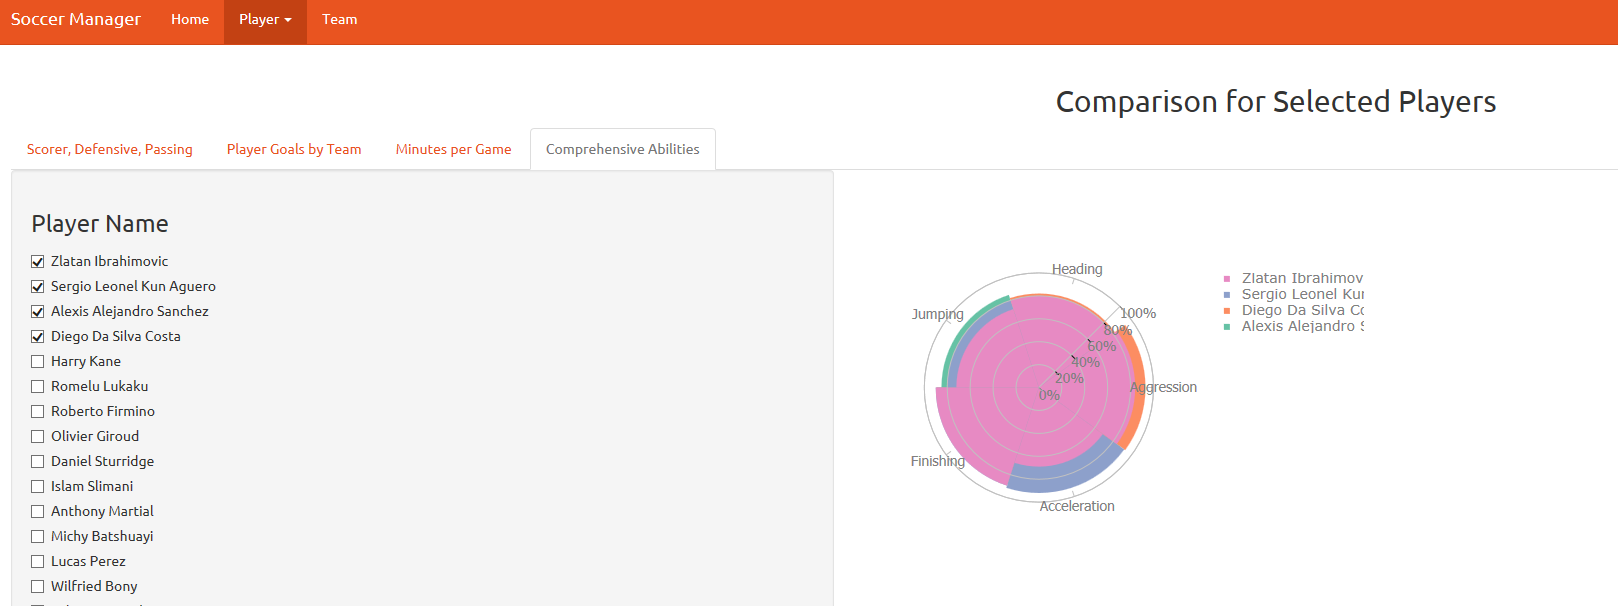 Soccer Manager Home Player Team
Comparison for Selected Players
Scorer, Defensive, Passing Player Goals by Team Minutes per Game Comprehensive Abilities
Player Name
Zlatan Ibrahimovic
Sergio Leonel Kun Aguero
Alexis Alejandro Sanchez
Diego Da Silva Costa
Harry Kane
Romelu Lukaku
Roberto Firmino
Olivier Giroud
Daniel Sturridge
Islam Slimani
Anthony Martial
Michy Batshuayi
Lucas Perez
Wilfried Bony
Heading
Jumping
100%
80%
60%
40%
20%
0%
Aggression
Finishing
Acceleration
Zlatan Ibrahimov
Sergio Leonel Kur
Diego Da Silva Co
Alexis Alejandro S